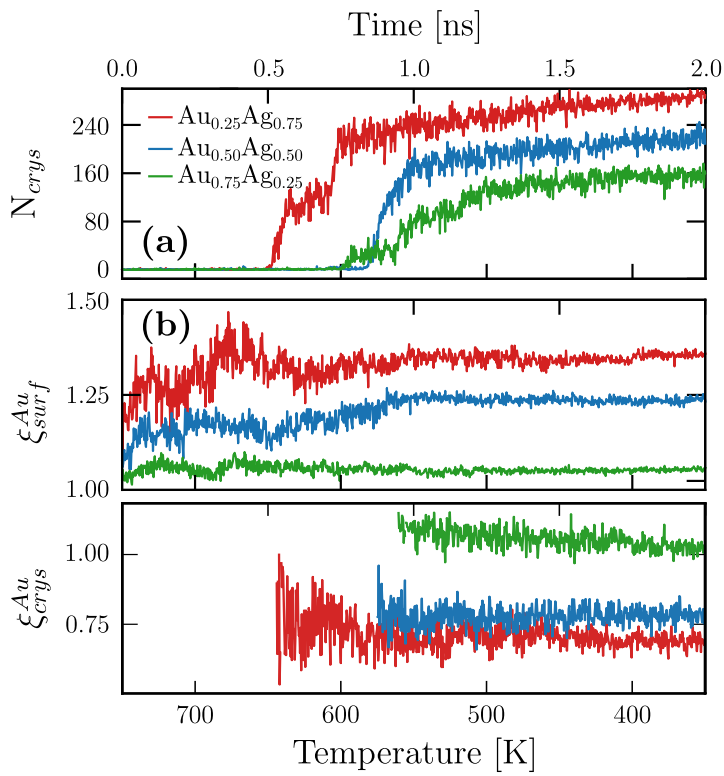 Time [ns]
0.0 0.5 1.0 1.5 2.0
N_crys
240
160
80
0
Au0.25Ag0.75
Au0.50Ag0.50
Au0.75Ag0.25
(a)
ξ^Au_surf
1.50
1.25
1.00
(b)
ξ^Au_crys
1.00
0.75
700 600 500 400
Temperature [K]